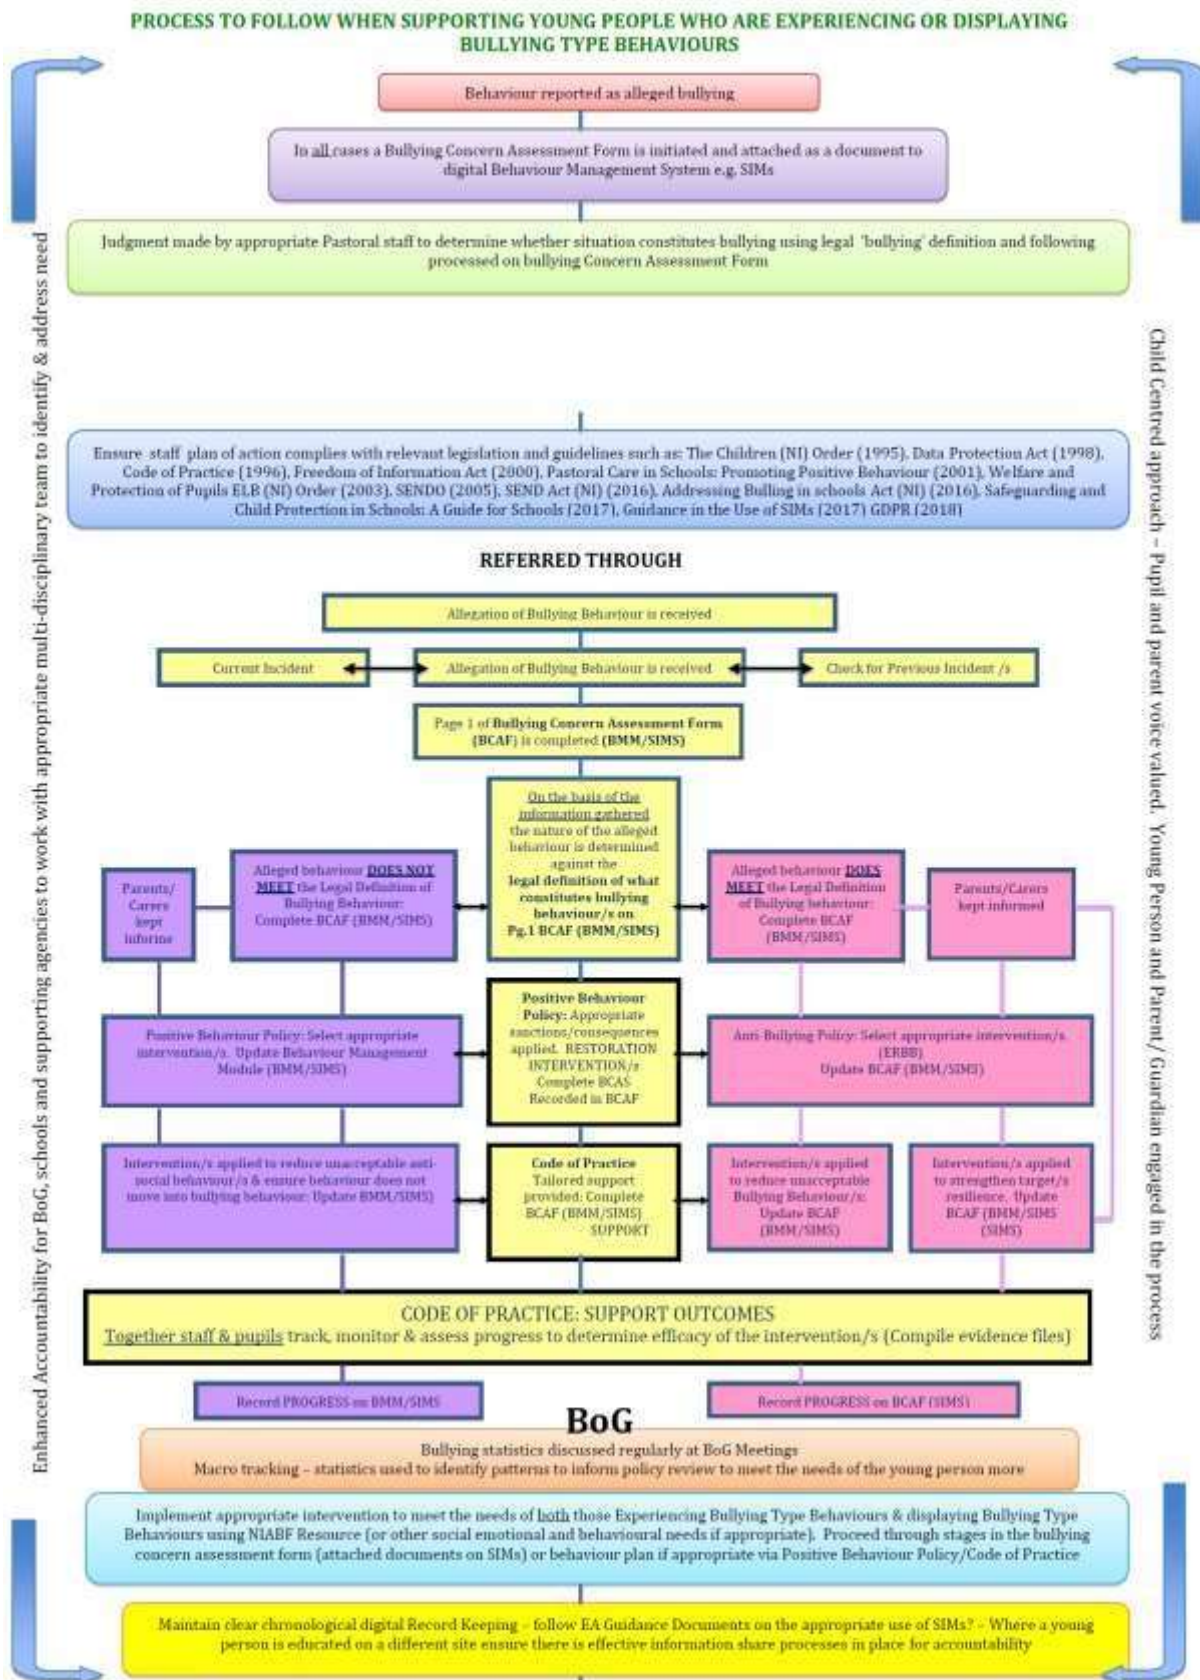 PROCESS TO FOLLOW WHEN SUPPORTING YOUNG PEOPLE WHO ARE EXPERIENCING OR DISPLAYING
BULLYING TYPE BEHAVIOURS
Behaviour reported as alleged bullying
In all cases a Bullying Concern Assessment Form is initiated and attached as a document to
digital Behaviour Management System e.g. SIMs
Judgment made by appropriate Pastoral staff to determine whether situation constitutes bullying using legal 'bullying' definition and following
processed on bullying Concern Assessment Form
Enhanced Accountability for BoG, schools and supporting agencies to work with appropriate multi-disciplinary team to identify & address need
Child Centred approach – Pupil and parent voice valued. Young Person and Parent/ Guardian engaged in the process
Ensure staff plan of action complies with relevant legislation and guidelines such as: The Children (NI) Order (1995), Data Protection Act (1998),
Code of Practice (1996), Freedom of Information Act (2000), Pastoral Care in Schools: Promoting Positive Behaviour (2001), Welfare and
Protection of Pupils ELB (NI) Order (2003), SENDO (2005), SEND Act (NI) (2016), Addressing Bulling in schools Act (NI) (2016), Safeguarding and
Child Protection in Schools: A Guide for Schools (2017), Guidance in the Use of SIMs (2017) GDPR (2018)
REFERRED THROUGH
Allegation of Bullying Behaviour is received
Current Incident
Allegation of Bullying Behaviour is received
Check for Previous Incident /s
Page 1 of Bullying Concern Assessment Form
(BCAF) is completed (BMM/SIMS)
On the basis of the
information gathered
the nature of the alleged
behaviour is determined
against the
legal definition of what
constitutes bullying
behaviour/s on
Pg.1 BCAF (BMM/SIMS)
Parents/
Carers
kept
informe
Alleged behaviour DOES NOT
MEET the Legal Definition of
Bullying Behaviour:
Complete BCAF (BMM/SIMS)
Alleged behaviour DOES
MEET the Legal Definition
of Bullying behaviour:
Complete BCAF
(BMM/SIMS)
Parents/Carers
kept informed
Positive Behaviour Policy: Select appropriate
intervention/s. Update Behaviour Management
Module (BMM/SIMS)
Positive Behaviour
Policy: Appropriate
sanctions/consequences
applied. RESTORATION
INTERVENTION/s
Complete BCAS
Recorded in BCAF
Anti-Bullying Policy: Select appropriate intervention/s.
(ERBB)
Update BCAF (BMM/SIMS)
Intervention/s applied to reduce unacceptable anti-
social behaviour/s & ensure behaviour does not
move into bullying behaviour: Update BMM/SIMS)
Code of Practice
Tailored support
provided: Complete
BCAF (BMM/SIMS)
SUPPORT
Intervention/s applied
to reduce unacceptable
Bullying Behaviour/s:
Update BCAF
(BMM/SIMS)
Intervention/s applied
to strengthen target/s
resilience. Update
BCAF (BMM/SIMS
(SIMS)
CODE OF PRACTICE: SUPPORT OUTCOMES
Together staff & pupils track, monitor & assess progress to determine efficacy of the intervention/s (Compile evidence files)
Record PROGRESS on BMM/SIMS
Record PROGRESS on BCAF (SIMS)
BoG
Bullying statistics discussed regularly at BoG Meetings
Macro tracking – statistics used to identify patterns to inform policy review to meet the needs of the young person more
Implement appropriate intervention to meet the needs of both those Experiencing Bullying Type Behaviours & displaying Bullying Type
Behaviours using NIABF Resource (or other social emotional and behavioural needs if appropriate). Proceed through stages in the bullying
concern assessment form (attached documents on SIMs) or behaviour plan if appropriate via Positive Behaviour Policy/Code of Practice
Maintain clear chronological digital Record Keeping – follow EA Guidance Documents on the appropriate use of SIMs? – Where a young
person is educated on a different site ensure there is effective information share processes in place for accountability